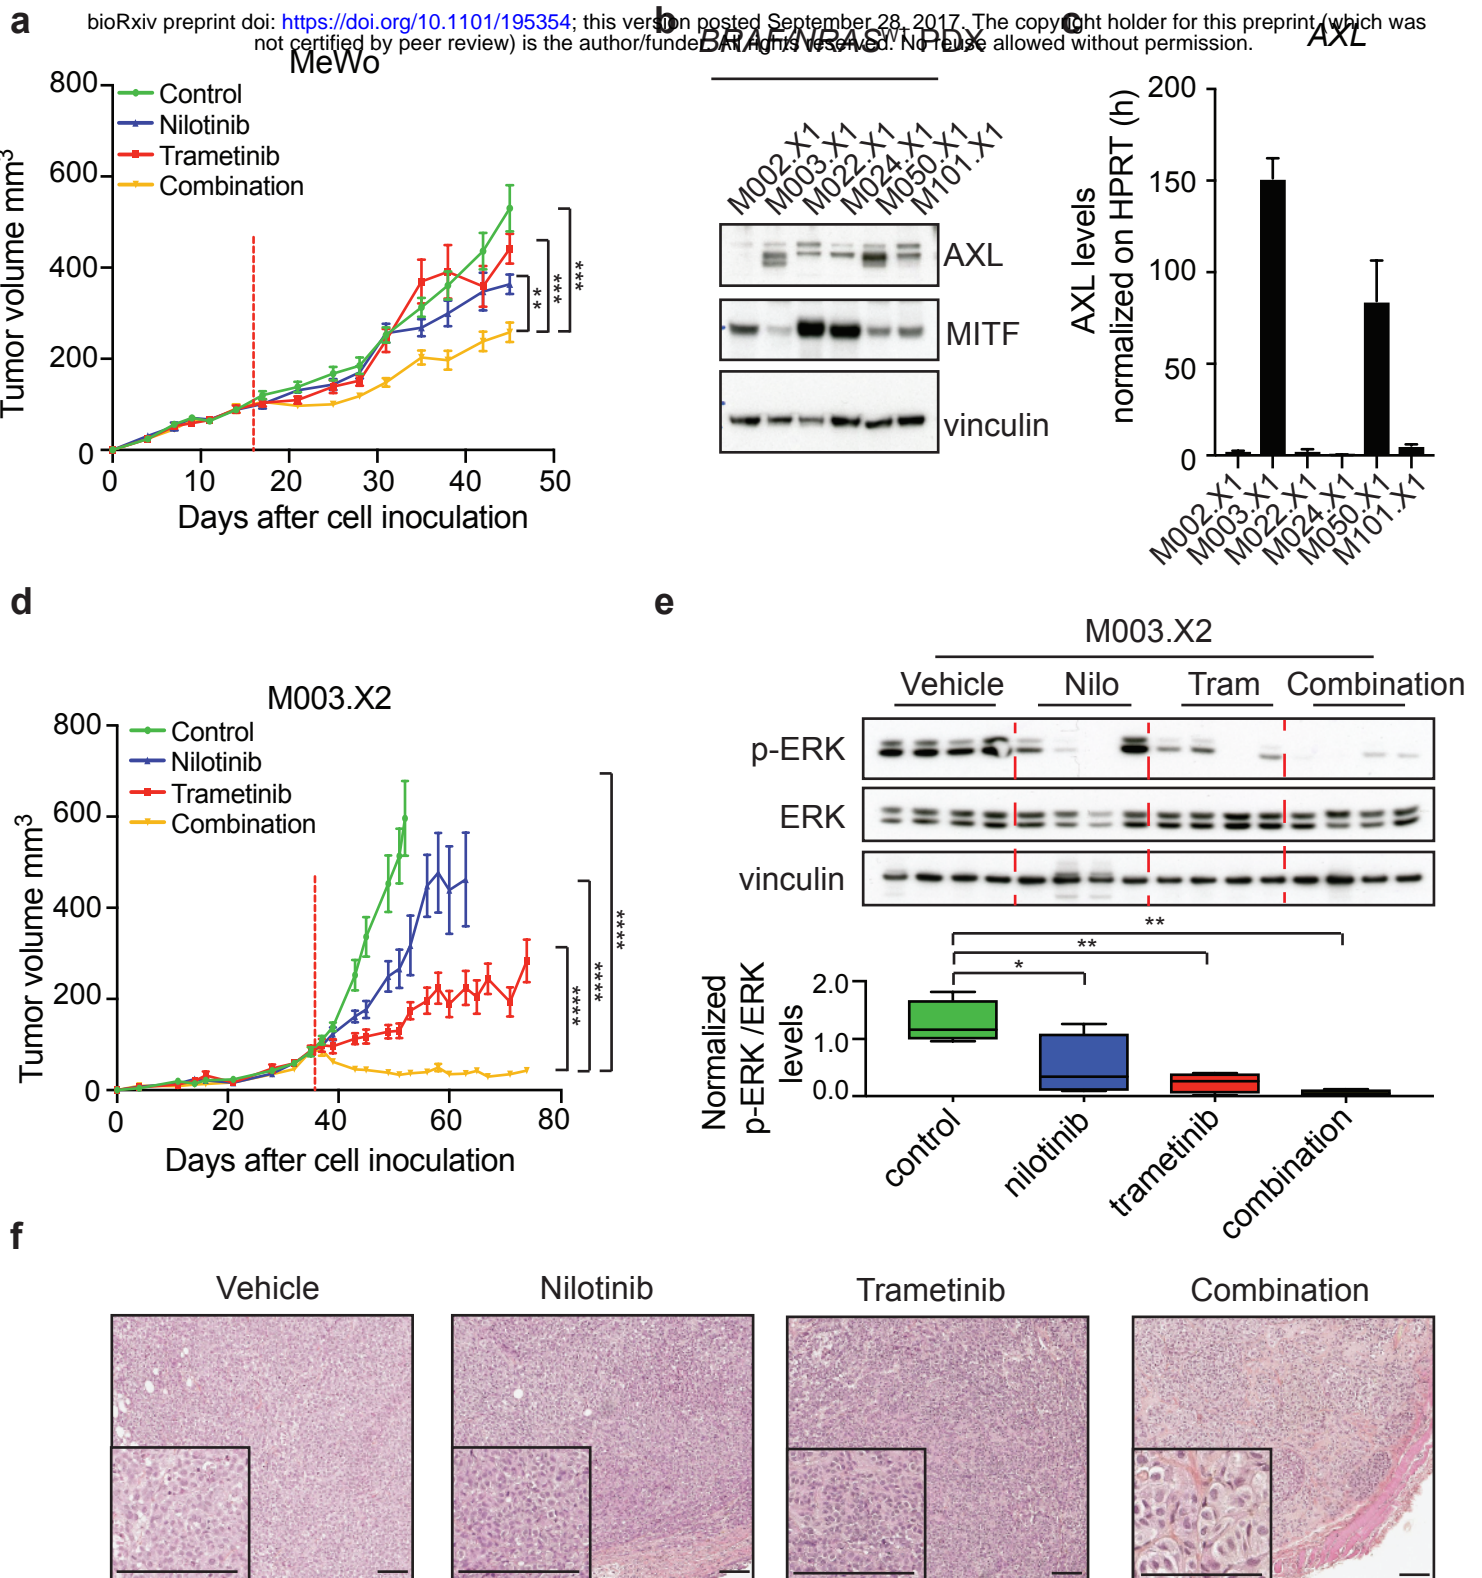 bioRxiv preprint doi: https://doi.org/10.1101/195354; this version posted September 28, 2017. The copyright holder for this preprint (which was
not certified by peer review) is the author/funder. All rights reserved. No reuse allowed without permission.
a
MeWo
800
600
400
200
0
Tumor volume mm3
Control
Nilotinib
Trametinib
Combination
**
***
***
0 10 20 30 40 50
Days after cell inoculation
b
BRAF/NRAS WT PDX
M002.X1
M003.X1
M022.X1
M024.X1
M050.X1
M101.X1
AXL
MITF
vinculin
c
AXL
AXL levels
normalized on HPRT (h)
200
150
100
50
0
M002.X1
M003.X1
M022.X1
M024.X1
M050.X1
M101.X1
d
M003.X2
800
600
400
200
0
Tumor volume mm3
Control
Nilotinib
Trametinib
Combination
****
****
****
0 20 40 60 80
Days after cell inoculation
e
M003.X2
Vehicle Nilo Tram Combination
p-ERK
ERK
vinculin
**
**
*
Normalized
p-ERK /ERK
levels
2.0
1.0
0.0
control
nilotinib
trametinib
combination
f
Vehicle Nilotinib Trametinib Combination